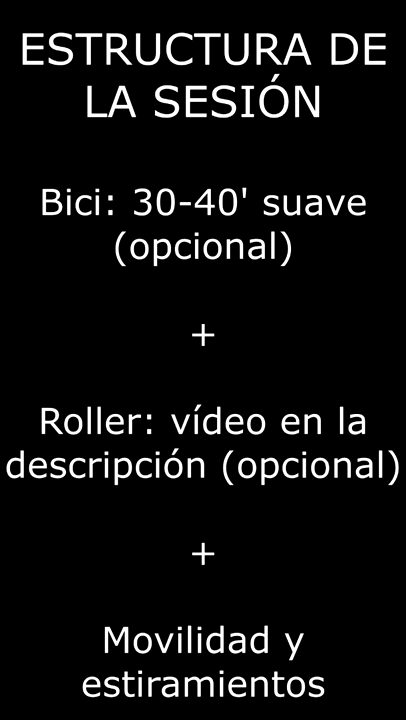 ESTRUCTURA DE
LA SESIÓN
Bici: 30-40' suave
(opcional)
+
Roller: vídeo en la
descripción (opcional)
+
Movilidad y
estiramientos